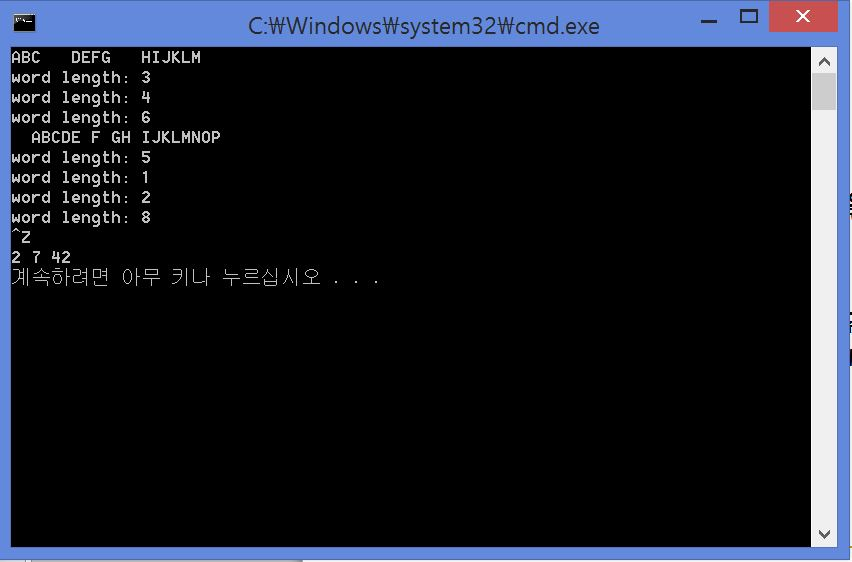 C:₩Windows₩system32₩cmd.exe
ABC   DEFG   HIJKLM
word length: 3
word length: 4
word length: 6
  ABCDE F GH IJKLMNOP
word length: 5
word length: 1
word length: 2
word length: 8
^Z
2 7 42
계속하려면 아무 키나 누르십시오 . . .